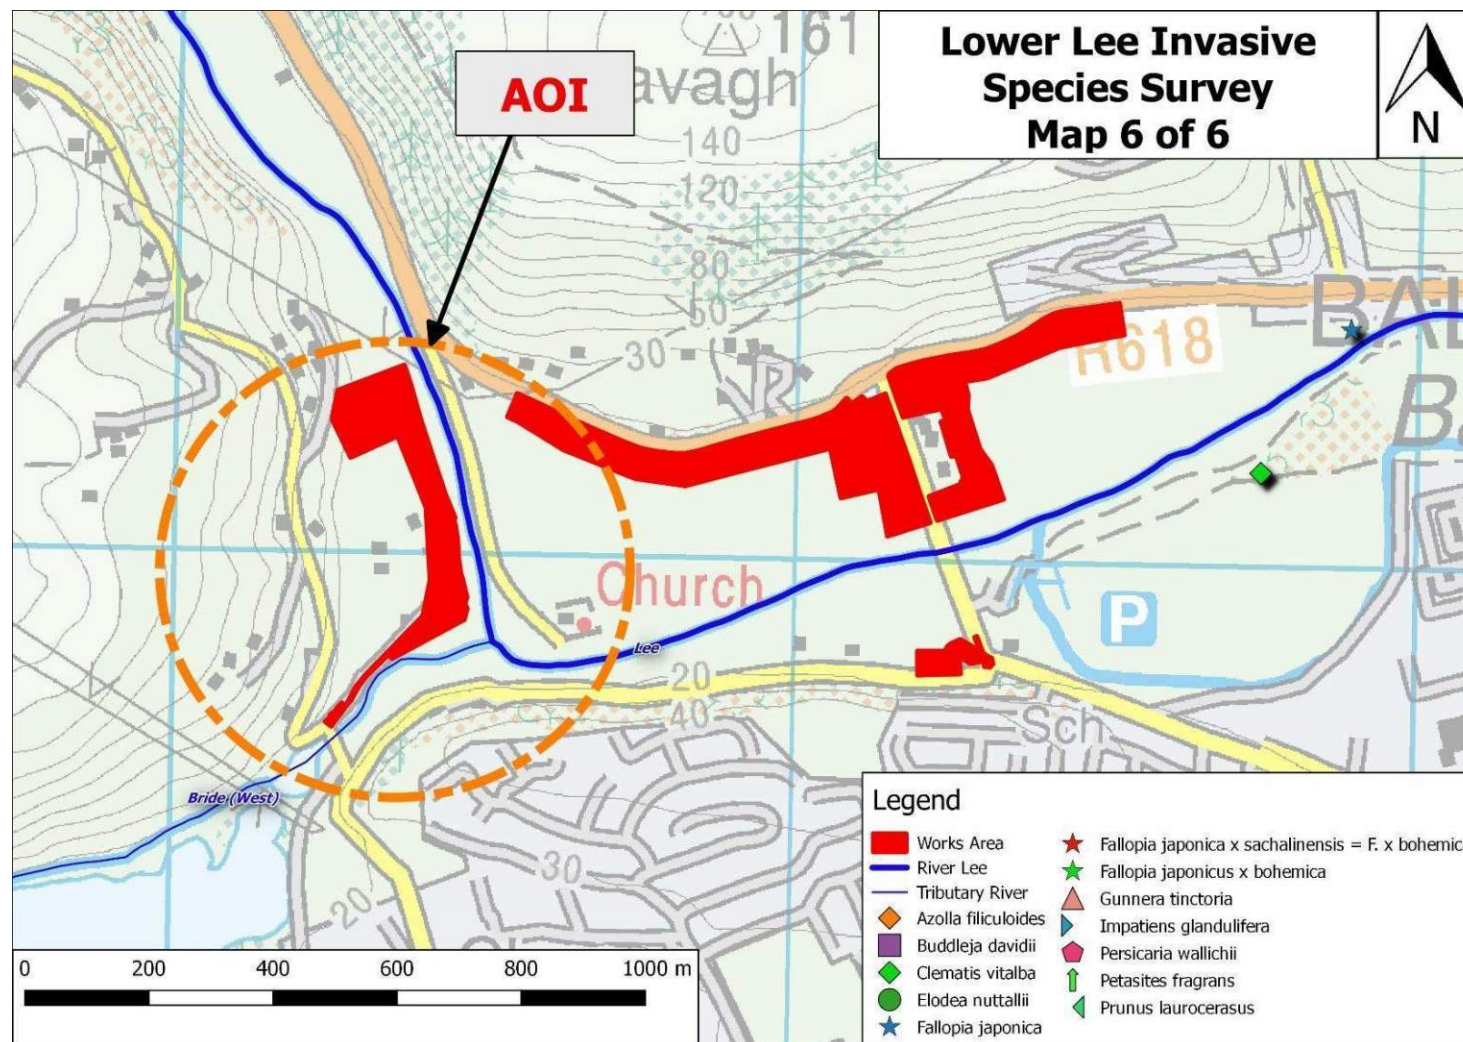 Lower Lee Invasive
Species Survey
Map 6 of 6
N
AOI
161
avagh
140
120
80
50
30
R618
BAL
B
Church
Lee
P
20
40
Sch
Bride (West)
30
20
0 200 400 600 800 1000 m
Legend
Works Area
River Lee
Tributary River
Azolla filiculoides
Buddleja davidii
Clematis vitalba
Elodea nuttallii
Fallopia japonica
Fallopia japonica x sachalinensis = F. x bohemic
Fallopia japonicus x bohemica
Gunnera tinctoria
Impatiens glandulifera
Persicaria wallichii
Petasites fragrans
Prunus laurocerasus